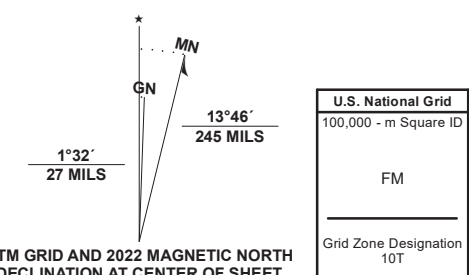 ★
MN
GN
1°32´
27 MILS
13°46´
245 MILS
TM GRID AND 2022 MAGNETIC NORTH
DECLINATION AT CENTER OF SHEET
U.S. National Grid
100,000 - m Square ID
FM
Grid Zone Designation
10T